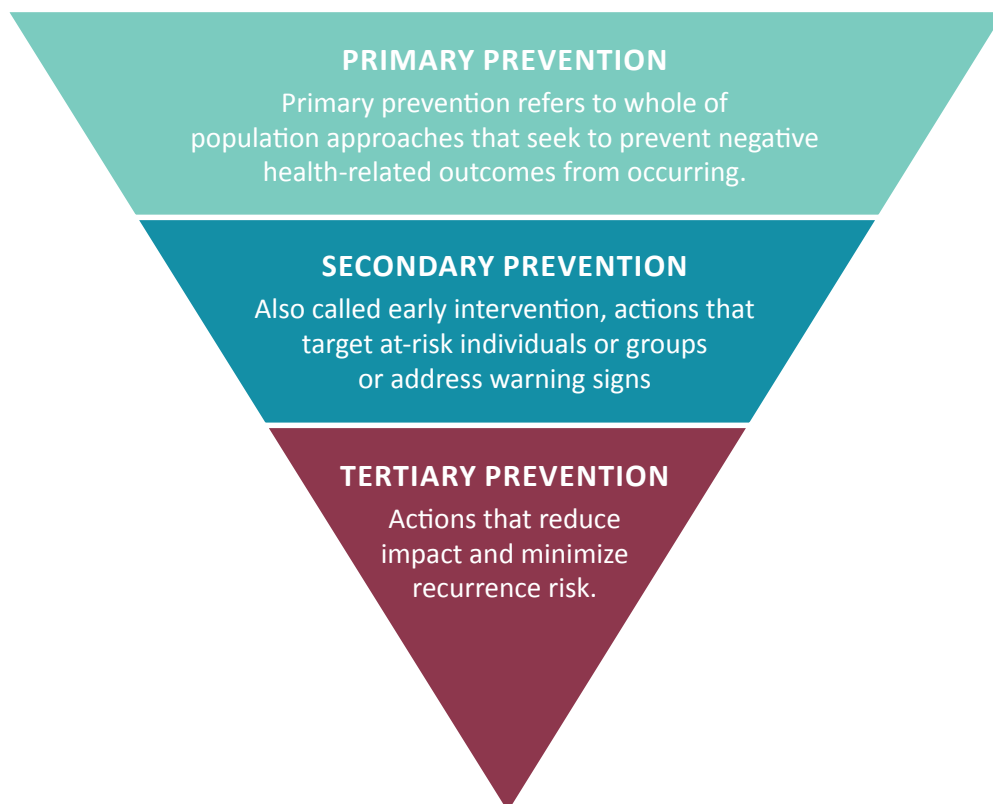 PRIMARY PREVENTION
Primary prevention refers to whole of
population approaches that seek to prevent negative
health-related outcomes from occurring.
SECONDARY PREVENTION
Also called early intervention, actions that
target at-risk individuals or groups
or address warning signs
TERTIARY PREVENTION
Actions that reduce
impact and minimize
recurrence risk.